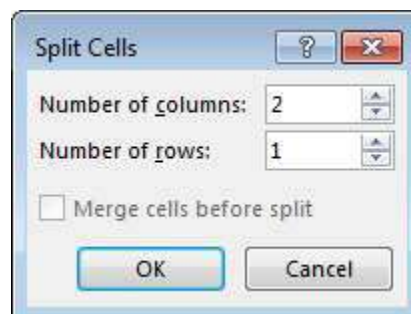 Split Cells
?
Number of columns: 2
Number of rows: 1
Merge cells before split
OK Cancel